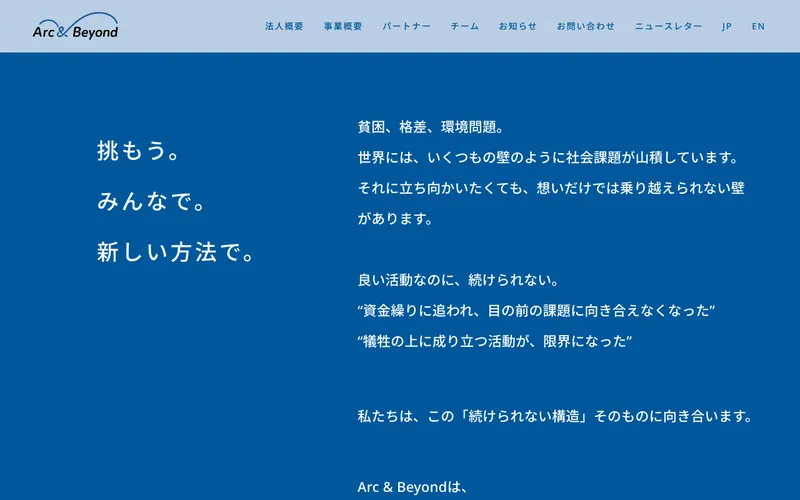 Arc & Beyond
法人概要 事業概要 パートナー チーム お知らせ お問い合わせ ニュースレター JP EN
挑もう。
みんなで。
新しい方法で。
貧困、格差、環境問題。
世界には、いくつもの壁のように社会課題が山積しています。
それに立ち向かいたくても、想いだけでは乗り越えられない壁
があります。
良い活動なのに、続けられない。
“資金繰りに追われ、目の前の課題に向き合えなくなった”
“犠牲の上に成り立つ活動が、限界になった”
私たちは、この「続けられない構造」そのものに向き合います。
Arc & Beyondは、